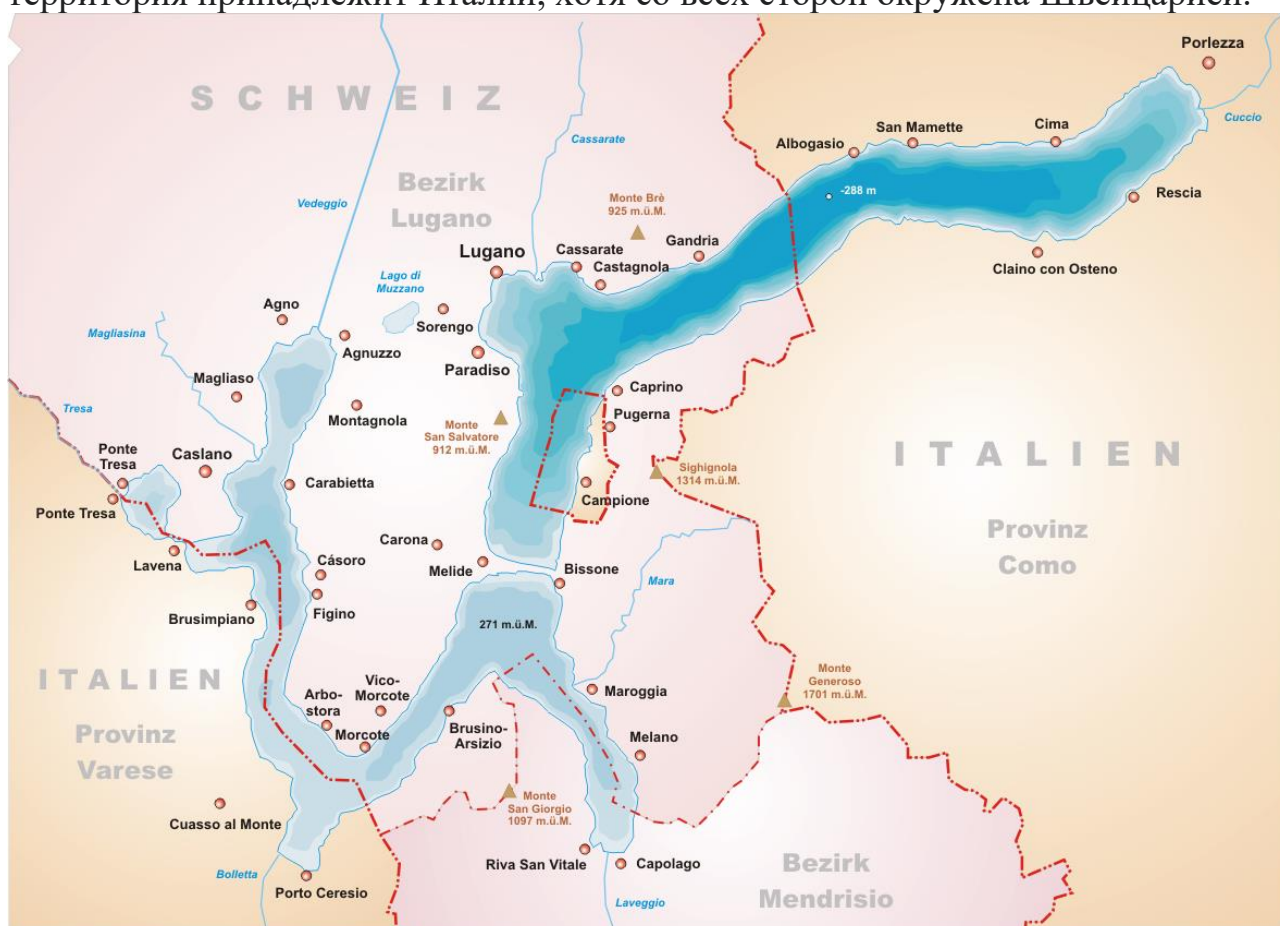 территория принадлежит Италии, хотя со всех сторон окружена Швейцарией.
Porlezza
SCHWEIZ
Cuccio
Cassarate
San Mamette
Cima
Albogasio
Bezirk
Lugano
Vedeggio
-288 m
Rescia
Monte Brè
925 m.ü.M.
Gandria
Lugano
Cassarate
Castagnola
Claino con Osteno
Lago di
Muzzano
Agno
Sorengo
Magliasina
Agnuzzo
Paradiso
Magliaso
Caprino
Tresa
Montagnola
Pugerna
Monte
San Salvatore
912 m.ü.M.
Ponte
Tresa
Caslano
ITALIEN
Sighignola
1314 m.ü.M.
Carabietta
Campione
Ponte Tresa
Provinz
Como
Carona
Lavena
Cásoro
Melide
Bissone
Mara
Brusimpiano
Figino
271 m.ü.M.
ITALIEN
Monte
Generoso
1701 m.ü.M.
Vico-
Morcote
Arbo-
stora
Maroggia
Provinz
Varese
Morcote
Brusino-
Arsizio
Melano
Monte
San Giorgio
1097 m.ü.M.
Cuasso al Monte
Riva San Vitale
Capolago
Bezirk
Mendrisio
Bolletta
Porto Ceresio
Laveggio